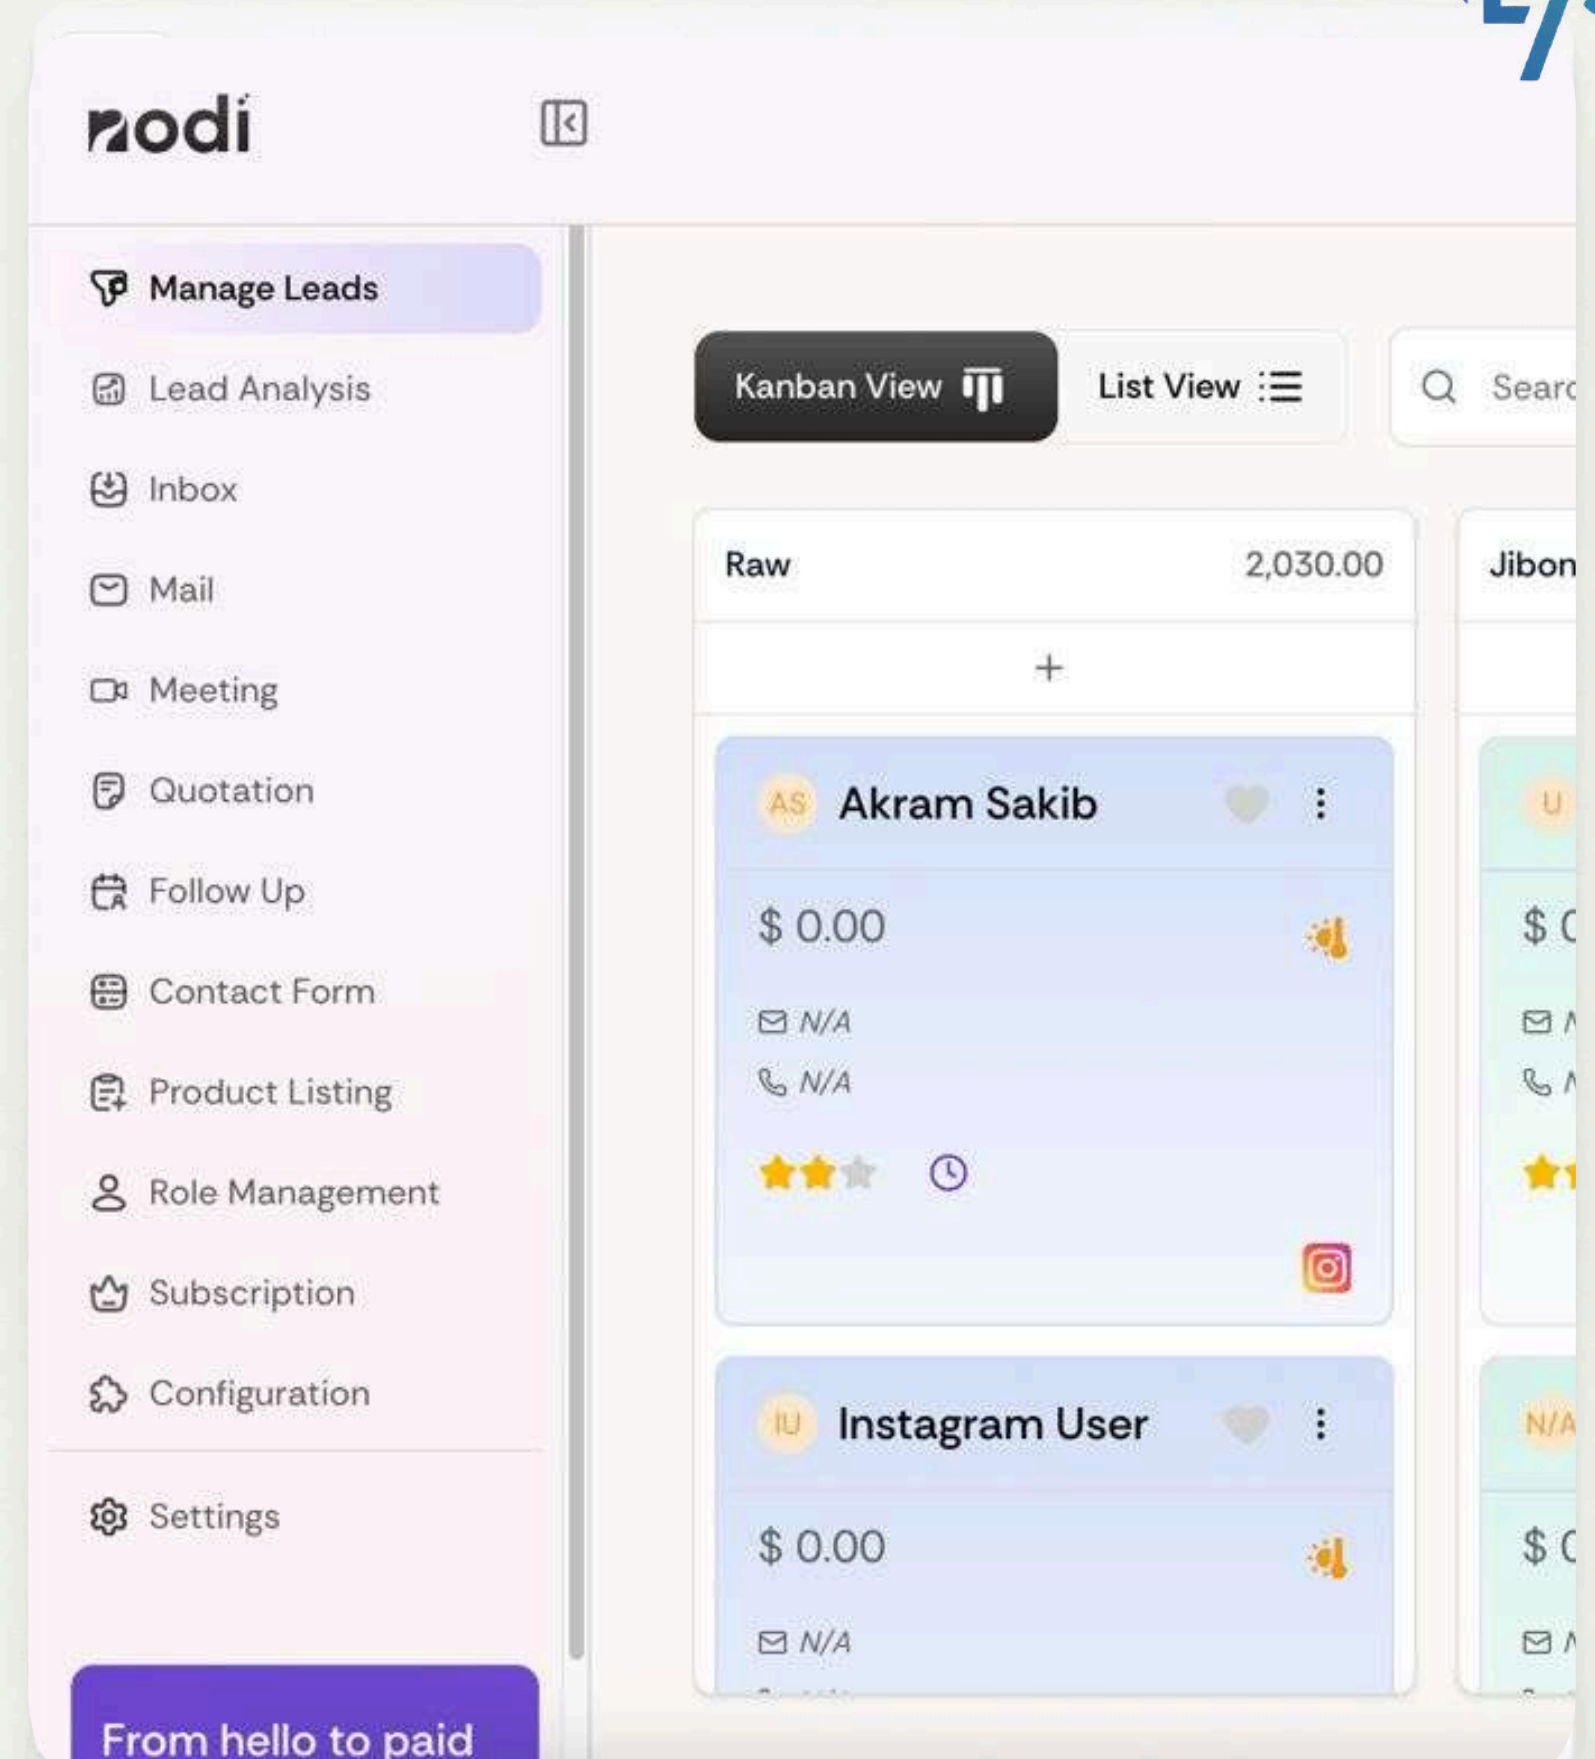 nodi
Manage Leads
Lead Analysis
Inbox
Mail
Meeting
Quotation
Follow Up
Contact Form
Product Listing
Role Management
Subscription
Configuration
Settings
From hello to paid
Kanban View
List View
Raw 2,030.00
+
AS Akram Sakib
$ 0.00
N/A
N/A
IU Instagram User
$ 0.00
N/A
Jibon
U
$
N/A
$